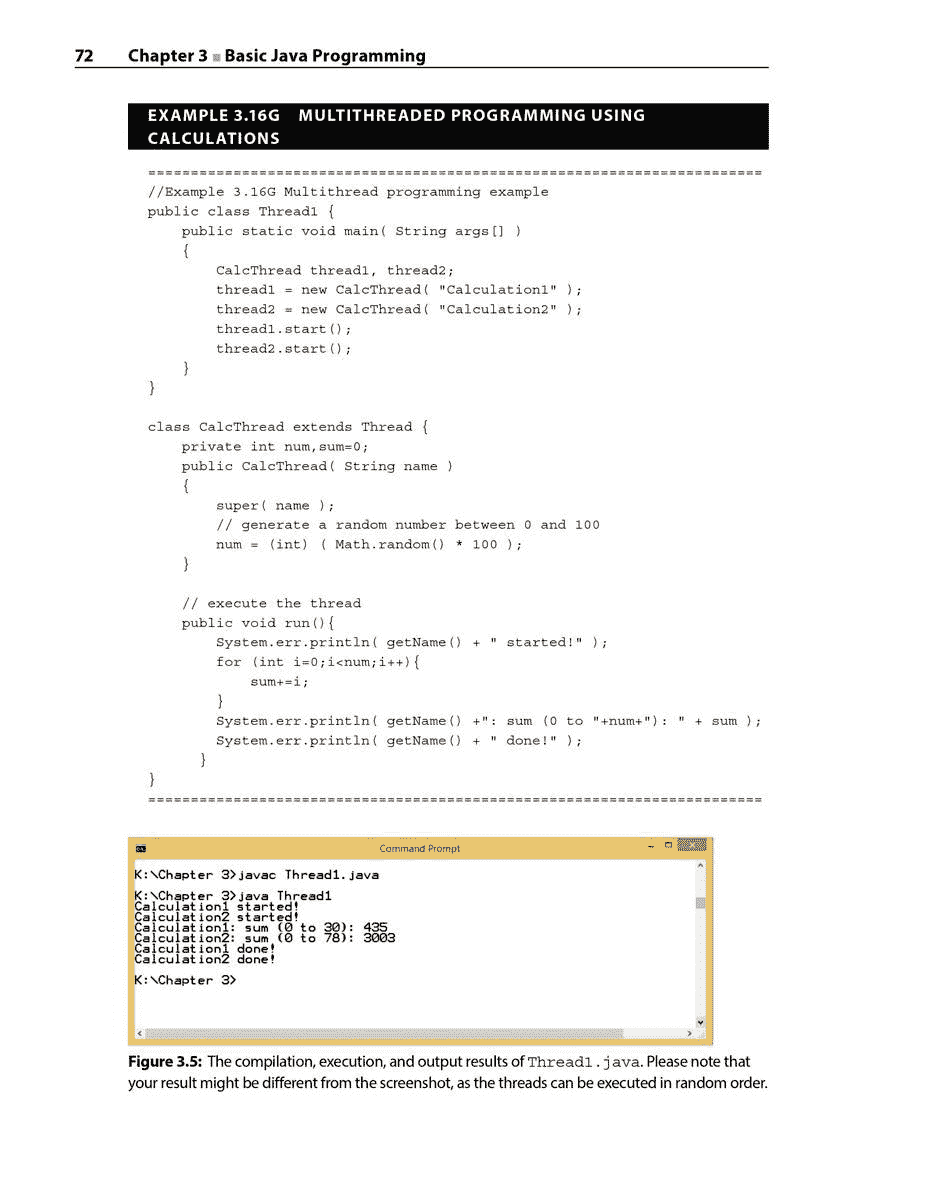 72 Chapter 3 ■ Basic Java Programming
EXAMPLE 3.16G MULTITHREADED PROGRAMMING USING
CALCULATIONS
========================================================================
//Example 3.16G Multithread programming example
public class Thread1 {
    public static void main( String args[] )
    {
        CalcThread thread1, thread2;
        thread1 = new CalcThread( "Calculation1" );
        thread2 = new CalcThread( "Calculation2" );
        thread1.start();
        thread2.start();
    }
}
class CalcThread extends Thread {
    private int num,sum=0;
    public CalcThread( String name )
    {
        super( name );
        // generate a random number between 0 and 100
        num = (int) ( Math.random() * 100 );
    }
    // execute the thread
    public void run(){
        System.err.println( getName() + " started!" );
        for (int i=0;i<num;i++){
            sum+=i;
        }
        System.err.println( getName() +": sum (0 to "+num+"): " + sum );
        System.err.println( getName() + " done!" );
      }
}
========================================================================
Command Prompt
K:\Chapter 3>javac Thread1.java
K:\Chapter 3>java Thread1
Calculation1 started!
Calculation2 started!
Calculation1: sum (0 to 30): 435
Calculation2: sum (0 to 78): 3003
Calculation1 done!
Calculation2 done!
K:\Chapter 3>
Figure 3.5: The compilation, execution, and output results of Thread1.java. Please note that
your result might be different from the screenshot, as the threads can be executed in random order.